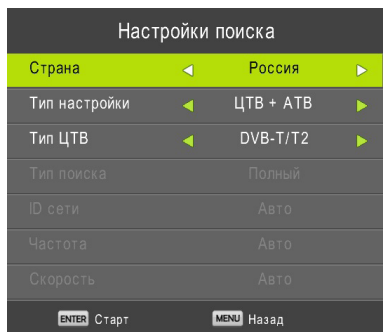 Настройки поиска
Страна Россия
Тип настройки ЦТВ + АТВ
Тип ЦТВ DVB-T/T2
Тип поиска Полный
ID сети Авто
Частота Авто
Скорость Авто
ENTER Старт MENU Назад